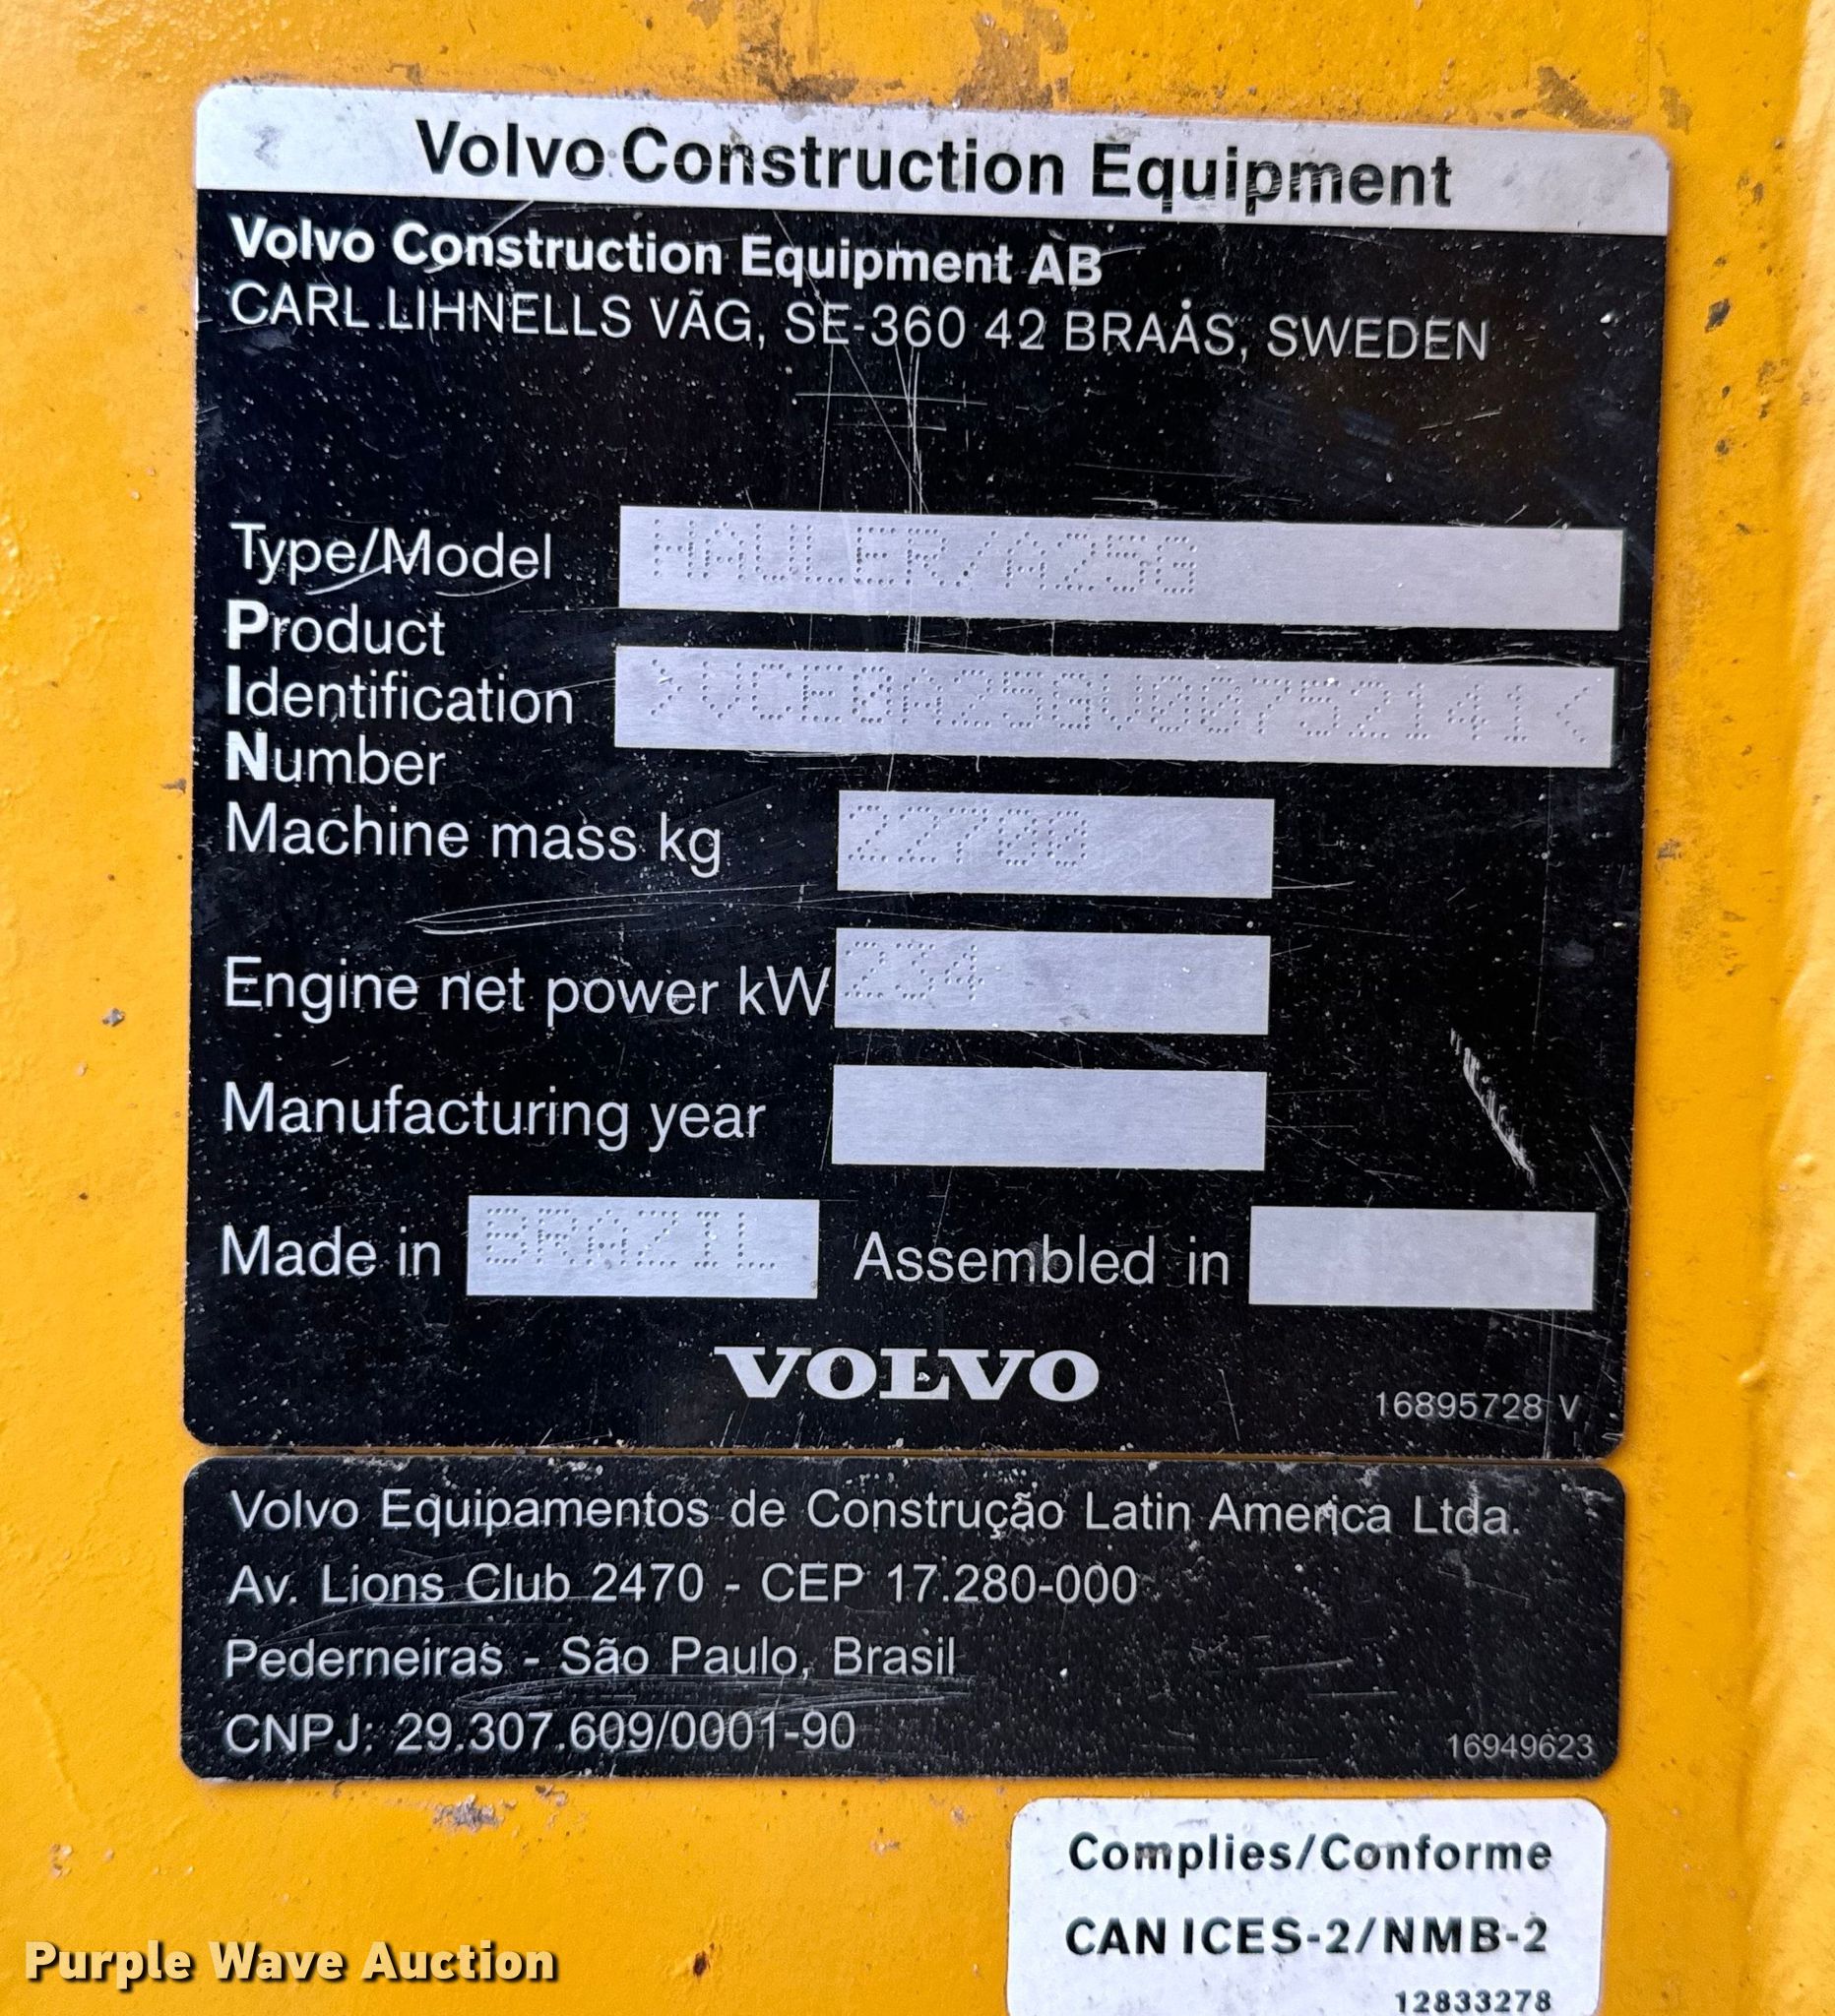 Volvo Construction Equipment
Volvo Construction Equipment AB
CARL LIHNELLS VÄG, SE-360 42 BRAÅS, SWEDEN
Type/Model HAULER/A25G
Product
Identification >VCE0A25GV00752141<
Number
Machine mass kg 22700
Engine net power kW 234
Manufacturing year
Made in BRAZIL Assembled in
VOLVO
16895728 V
Volvo Equipamentos de Construção Latin America Ltda.
Av. Lions Club 2470 - CEP 17.280-000
Pederneiras - São Paulo, Brasil
CNPJ: 29.307.609/0001-90
16949623
Complies/Conforme
CAN ICES-2/NMB-2
12833278
Purple Wave Auction